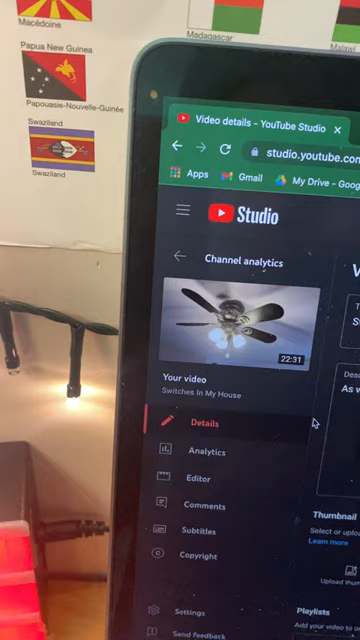 Macédoine
Madagascar
Papua New Guinea
Malawi
Papouasie-Nouvelle-Guinée
Swaziland
Swaziland
Video details - YouTube Studio
studio.youtube.com
Apps
Gmail
My Drive - Goog
Studio
Channel analytics
V
22:31
Your video
Switches In My House
As w
Details
Analytics
Editor
Comments
Subtitles
Copyright
Thumbnail
Select or uploa
Learn more
Upload thum
Settings
Playlists
Add your video to o
Send feedback